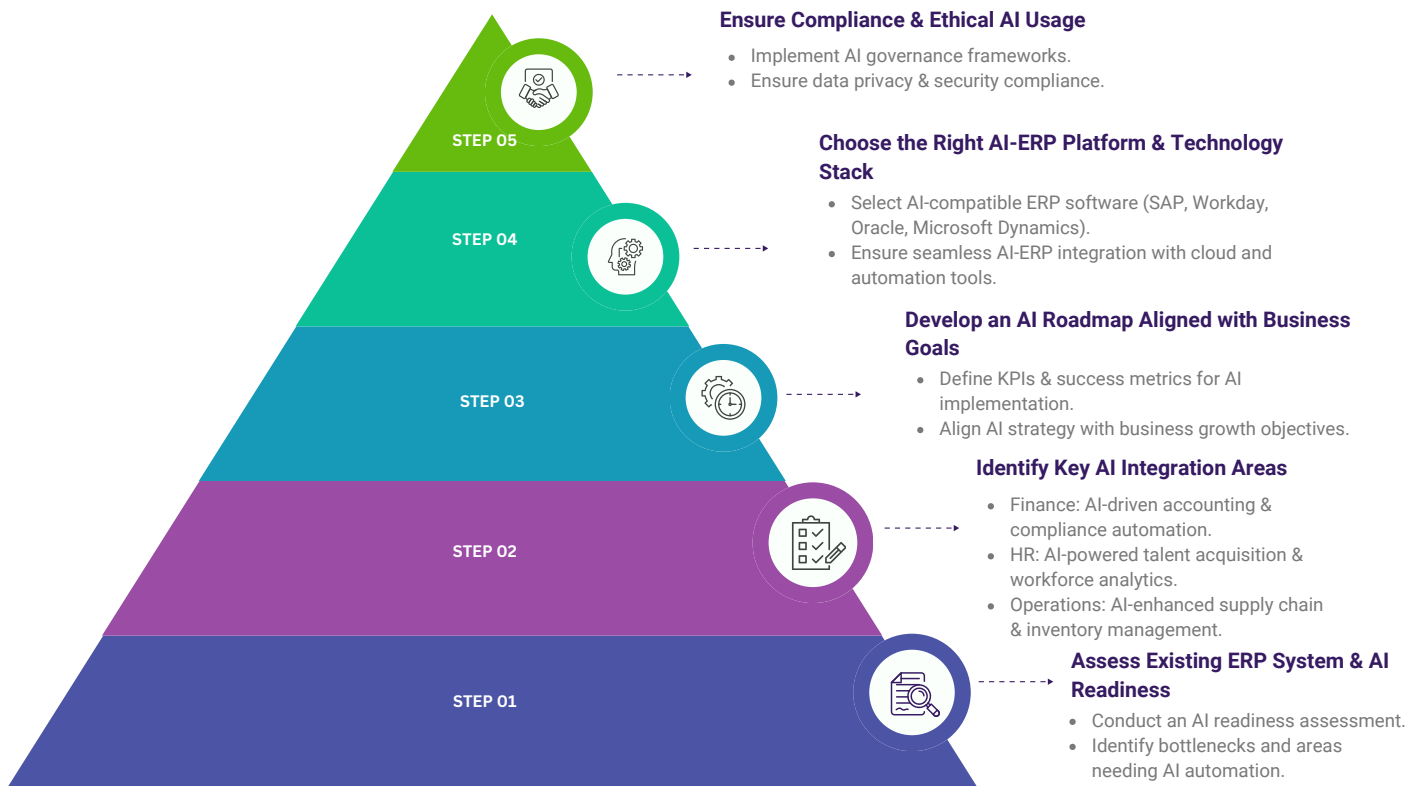 Ensure Compliance & Ethical AI Usage
• Implement AI governance frameworks.
• Ensure data privacy & security compliance.
STEP 05
Choose the Right AI-ERP Platform & Technology
Stack
• Select AI-compatible ERP software (SAP, Workday,
Oracle, Microsoft Dynamics).
• Ensure seamless AI-ERP integration with cloud and
automation tools.
STEP 04
Develop an AI Roadmap Aligned with Business
Goals
• Define KPIs & success metrics for AI
implementation.
• Align AI strategy with business growth objectives.
STEP 03
Identify Key AI Integration Areas
• Finance: AI-driven accounting &
compliance automation.
• HR: AI-powered talent acquisition &
workforce analytics.
• Operations: AI-enhanced supply chain
& inventory management.
STEP 02
Assess Existing ERP System & AI
Readiness
• Conduct an AI readiness assessment.
• Identify bottlenecks and areas
needing AI automation.
STEP 01